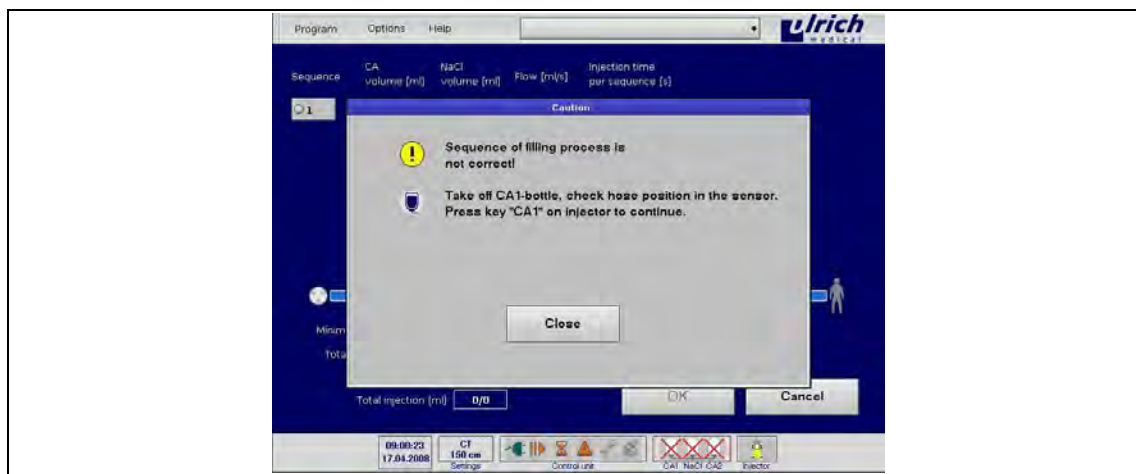 Program Options Help
ulrich
medical
Sequence CA volume [ml] NaCl volume [ml] Flow [ml/s] Injection time per sequence [s]
1
Caution
Sequence of filling process is
not correct!
Take off CA1-bottle, check hose position in the sensor.
Press key "CA1" on injector to continue.
Close
Minim
Tota
Total injection [ml] 0/0 OK Cancel
09:00:23 CT
17.04.2008 150 cm
Settings Control unit CA1 NaCl CA2 Injector